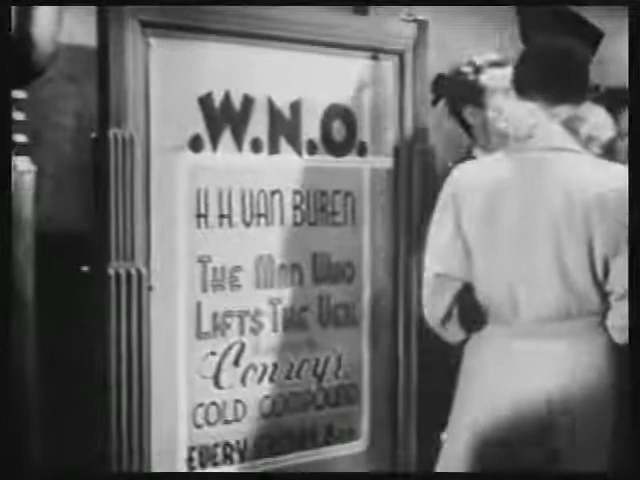 .W.N.O.
H.H. VAN BUREN
THE MAN WHO
LIFTS THE VEIL
Conroy's
COLD COMPOUND
EVERY